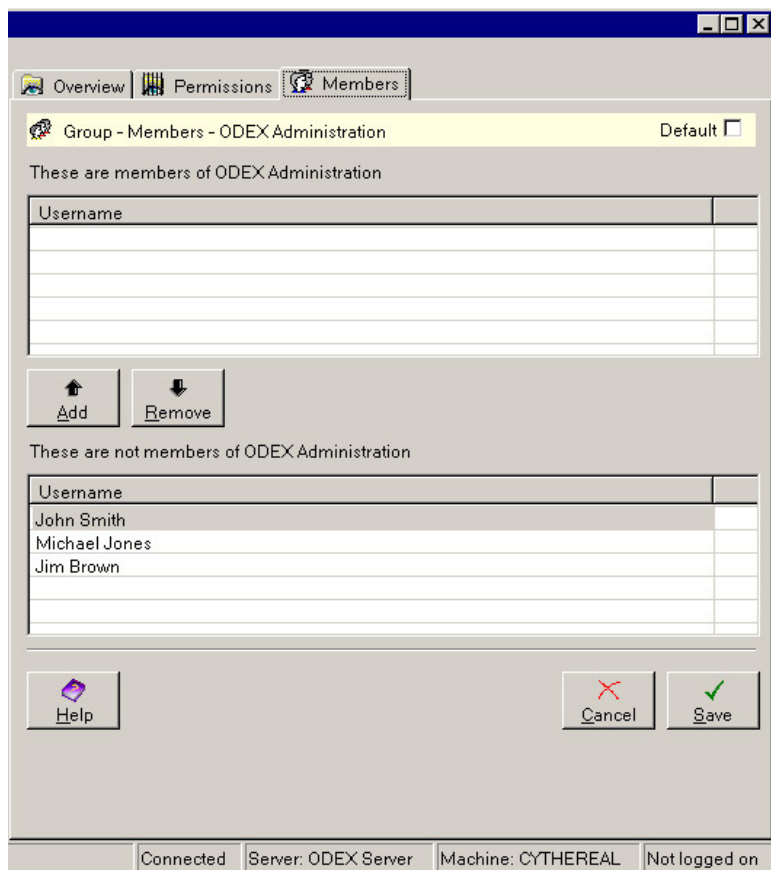 Overview Permissions Members
Group - Members - ODEX Administration Default
These are members of ODEX Administration
Username
Add Remove
These are not members of ODEX Administration
Username
John Smith
Michael Jones
Jim Brown
Help Cancel Save
Connected Server: ODEX Server Machine: CYTHEREAL Not logged on